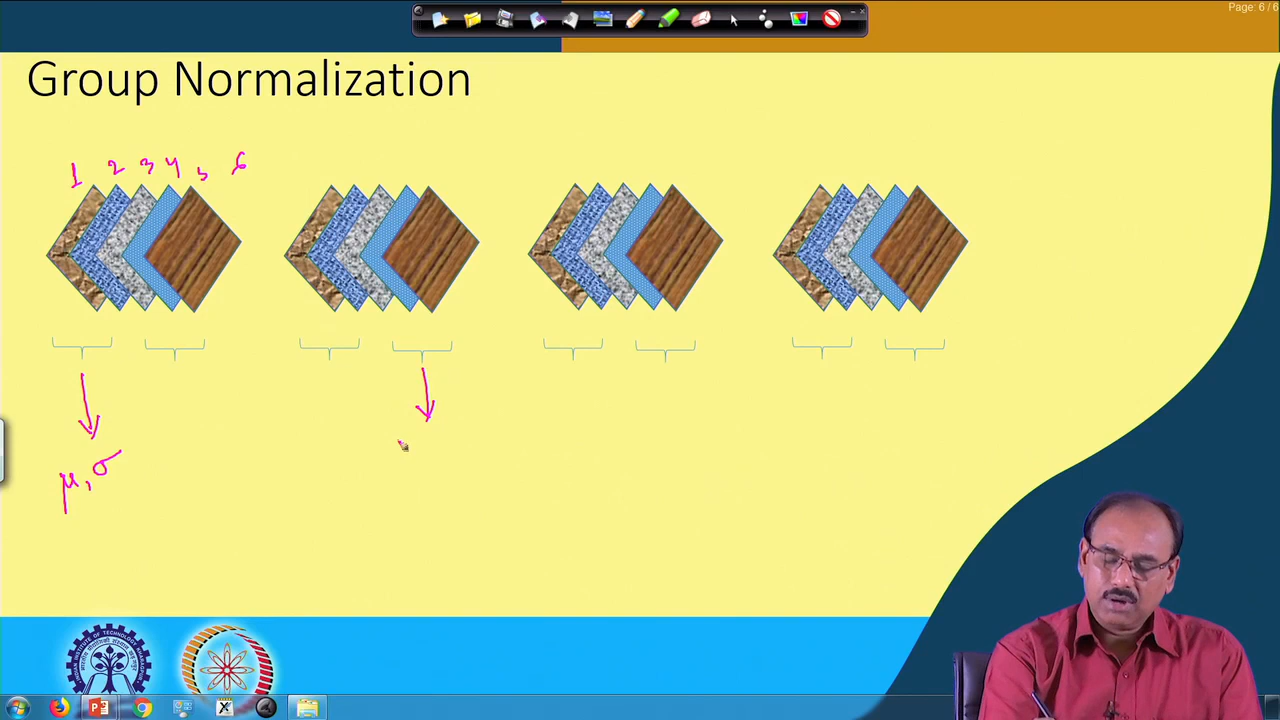 Page: 6 / 6
Group Normalization
1 2 3 4 5 6
μ, σ